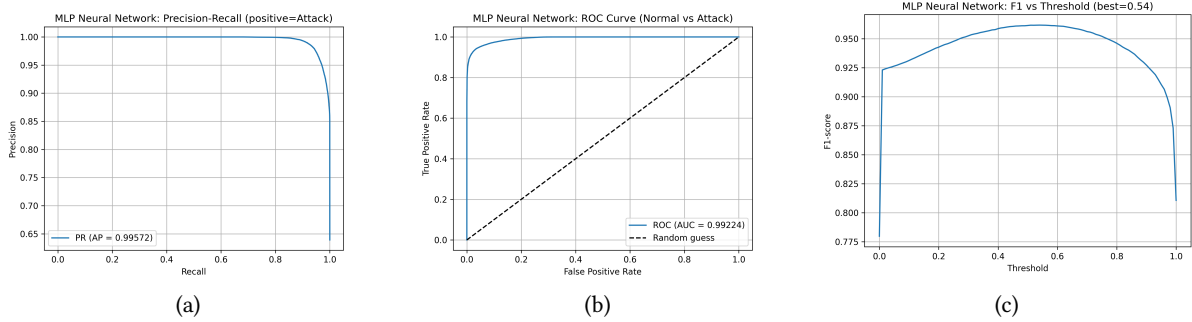 MLP Neural Network: Precision-Recall (positive=Attack)
1.00
0.95
0.90
0.85
0.80
0.75
0.70
0.65
Precision
PR (AP = 0.99572)
0.0 0.2 0.4 0.6 0.8 1.0
Recall
(a)
MLP Neural Network: ROC Curve (Normal vs Attack)
1.0
0.8
0.6
0.4
0.2
0.0
True Positive Rate
ROC (AUC = 0.99224)
Random guess
0.0 0.2 0.4 0.6 0.8 1.0
False Positive Rate
(b)
MLP Neural Network: F1 vs Threshold (best=0.54)
0.950
0.925
0.900
0.875
0.850
0.825
0.800
0.775
F1-score
0.0 0.2 0.4 0.6 0.8 1.0
Threshold
(c)